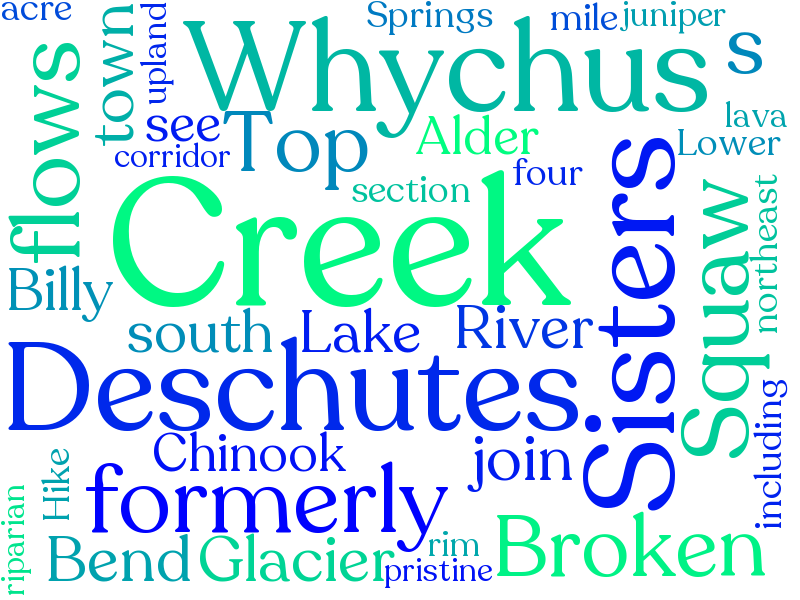 acre
Springs
mile
juniper
Whychus
s
town
upland
flows
see
Top
Alder
lava
Lower
corridor
four
section
Creek
Sisters
Squaw
northeast
Billy
south
Lake
River
Deschutes
including
Chinook
join
Hike
formerly
riparian
Bend
Glacier
rim
pristine
Broken